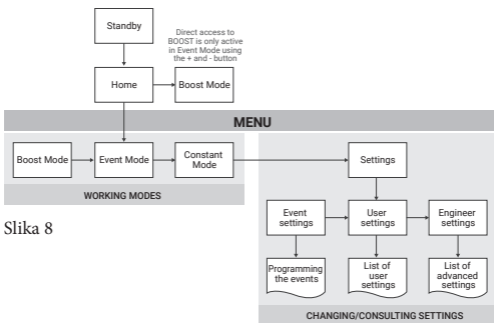 Standby
Direct access to
BOOST is only active
in Event Mode using
the + and - button
Home
Boost Mode
MENU
Boost Mode
Event Mode
Constant
Mode
Settings
WORKING MODES
Event
settings
User
settings
Engineer
settings
Programming
the events
List of
user
settings
List of
advanced
settings
CHANGING/CONSULTING SETTINGS
Slika 8